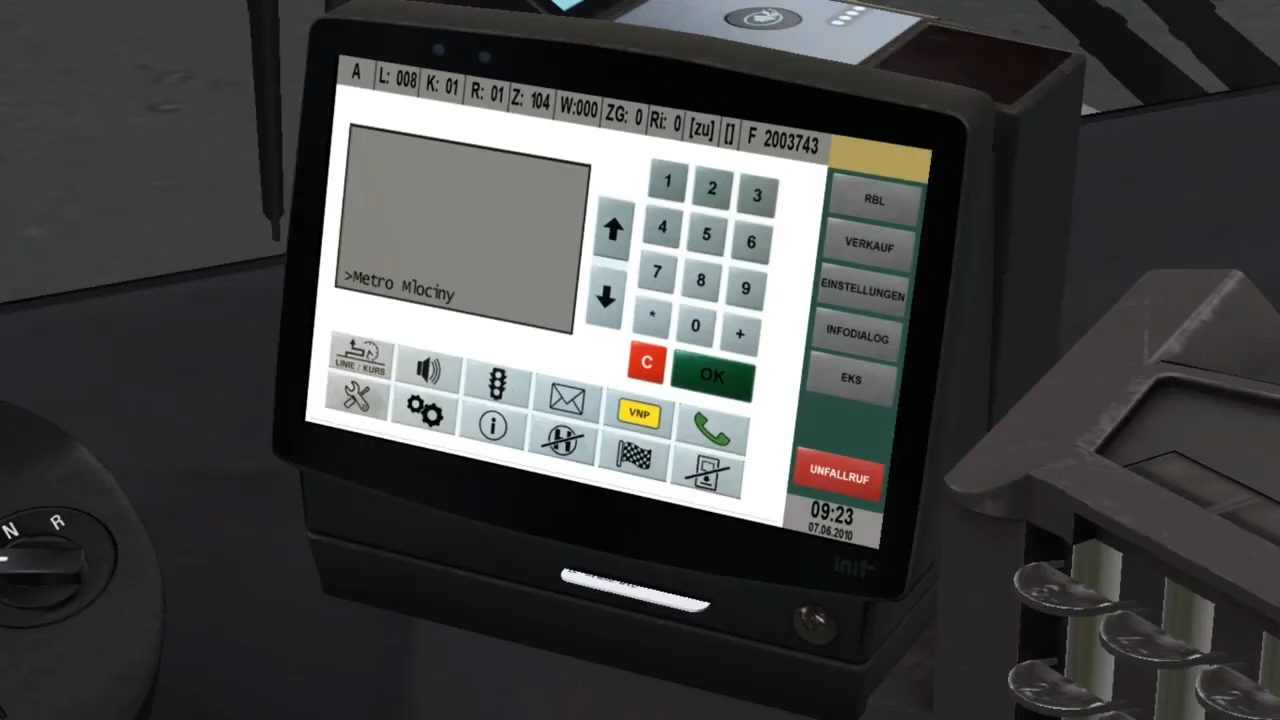 A L: 008 K: 01 R: 01 Z: 104 W:000 ZG: 0 Ri: 0 [zu] [] F 2003743
>Metro Mlociny
1 2 3
4 5 6
7 8 9
* 0 +
C OK
RBL
VERKAUF
EINSTELLUNGEN
INFODIALOG
EKS
UNFALLRUF
09:23
07.06.2010
LINIE / KURS
VNP
i
H
init
N R